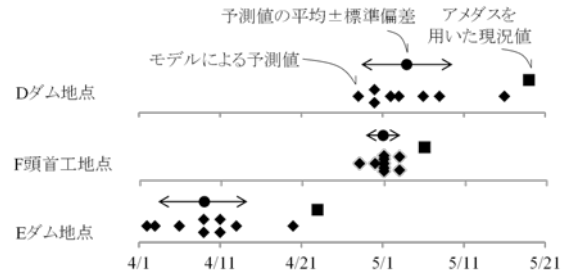 予測値の平均±標準偏差
アメダスを
用いた現況値
モデルによる予測値
Dダム地点
F頭首工地点
Eダム地点
4/1 4/11 4/21 5/1 5/11 5/21